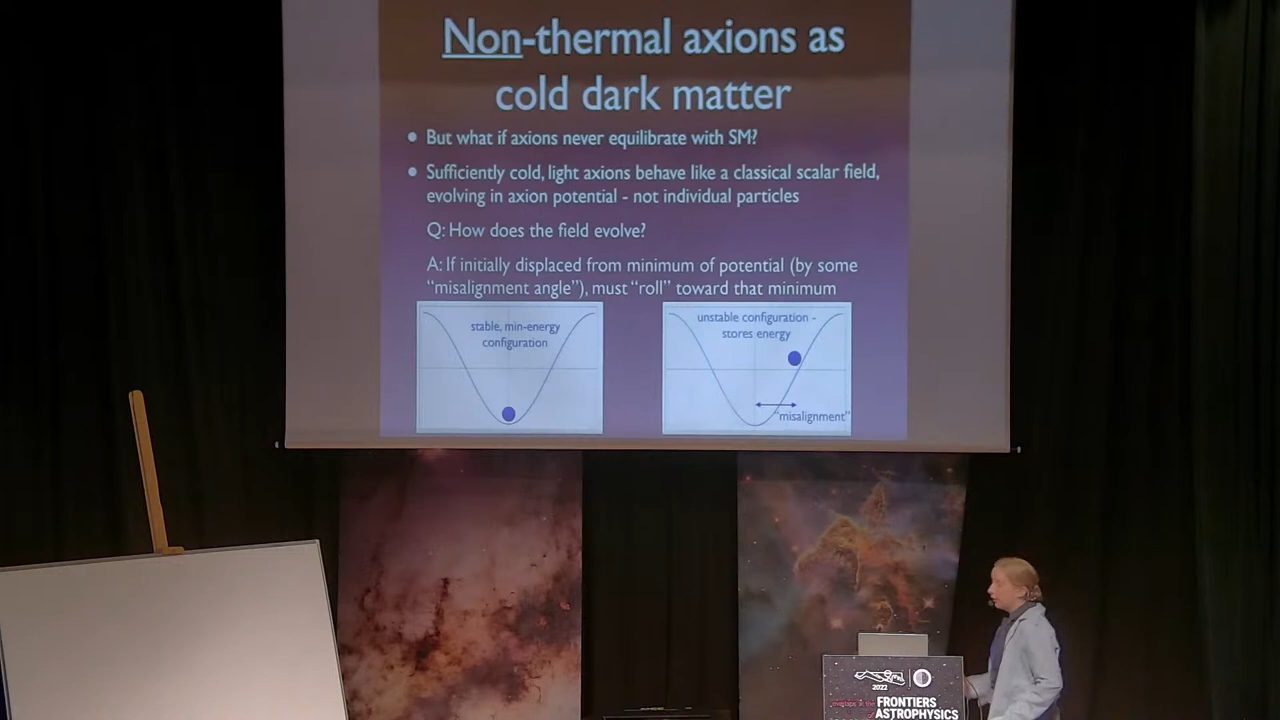 Non-thermal axions as
cold dark matter
• But what if axions never equilibrate with SM?
• Sufficiently cold, light axions behave like a classical scalar field,
evolving in axion potential - not individual particles
Q: How does the field evolve?
A: If initially displaced from minimum of potential (by some
“misalignment angle”), must “roll” toward that minimum
stable, min-energy
configuration
unstable configuration -
stores energy
“misalignment”
2022
FRONTIERS
ASTROPHYSICS